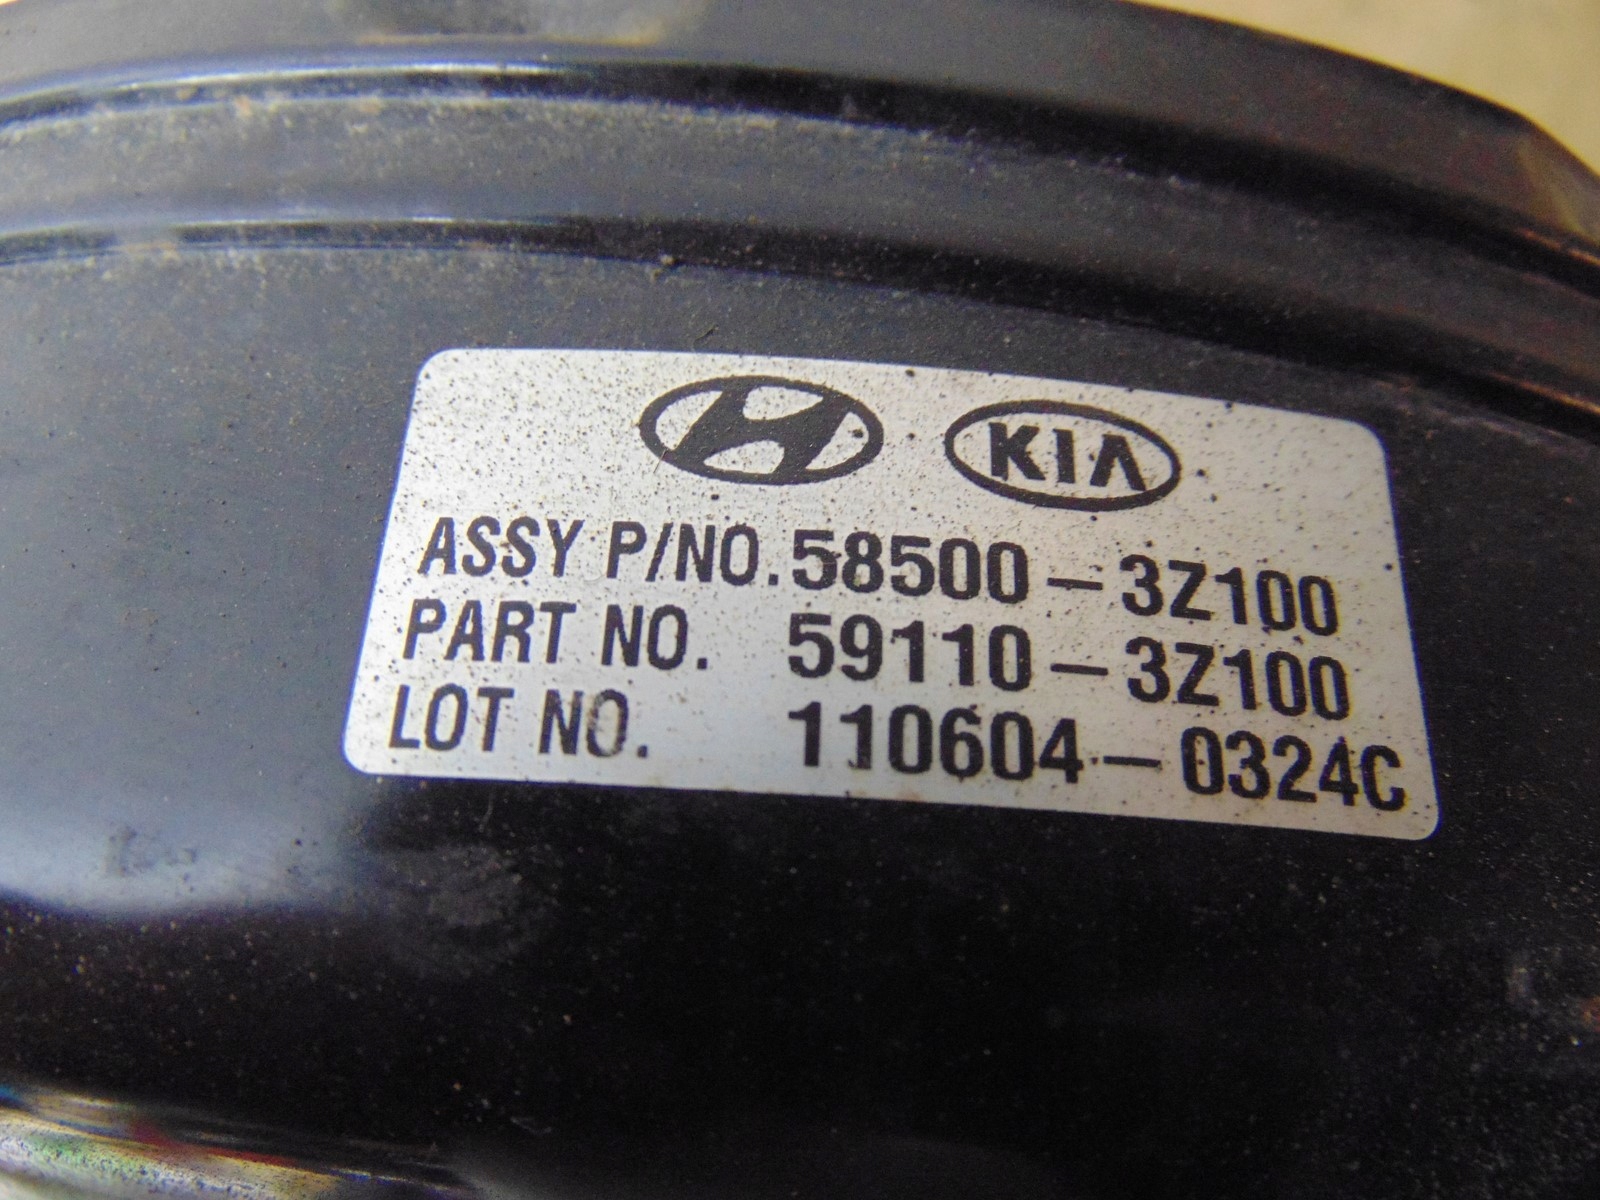 KIA
ASSY P/NO. 58500-3Z100
PART NO. 59110-3Z100
LOT NO. 110604-0324C